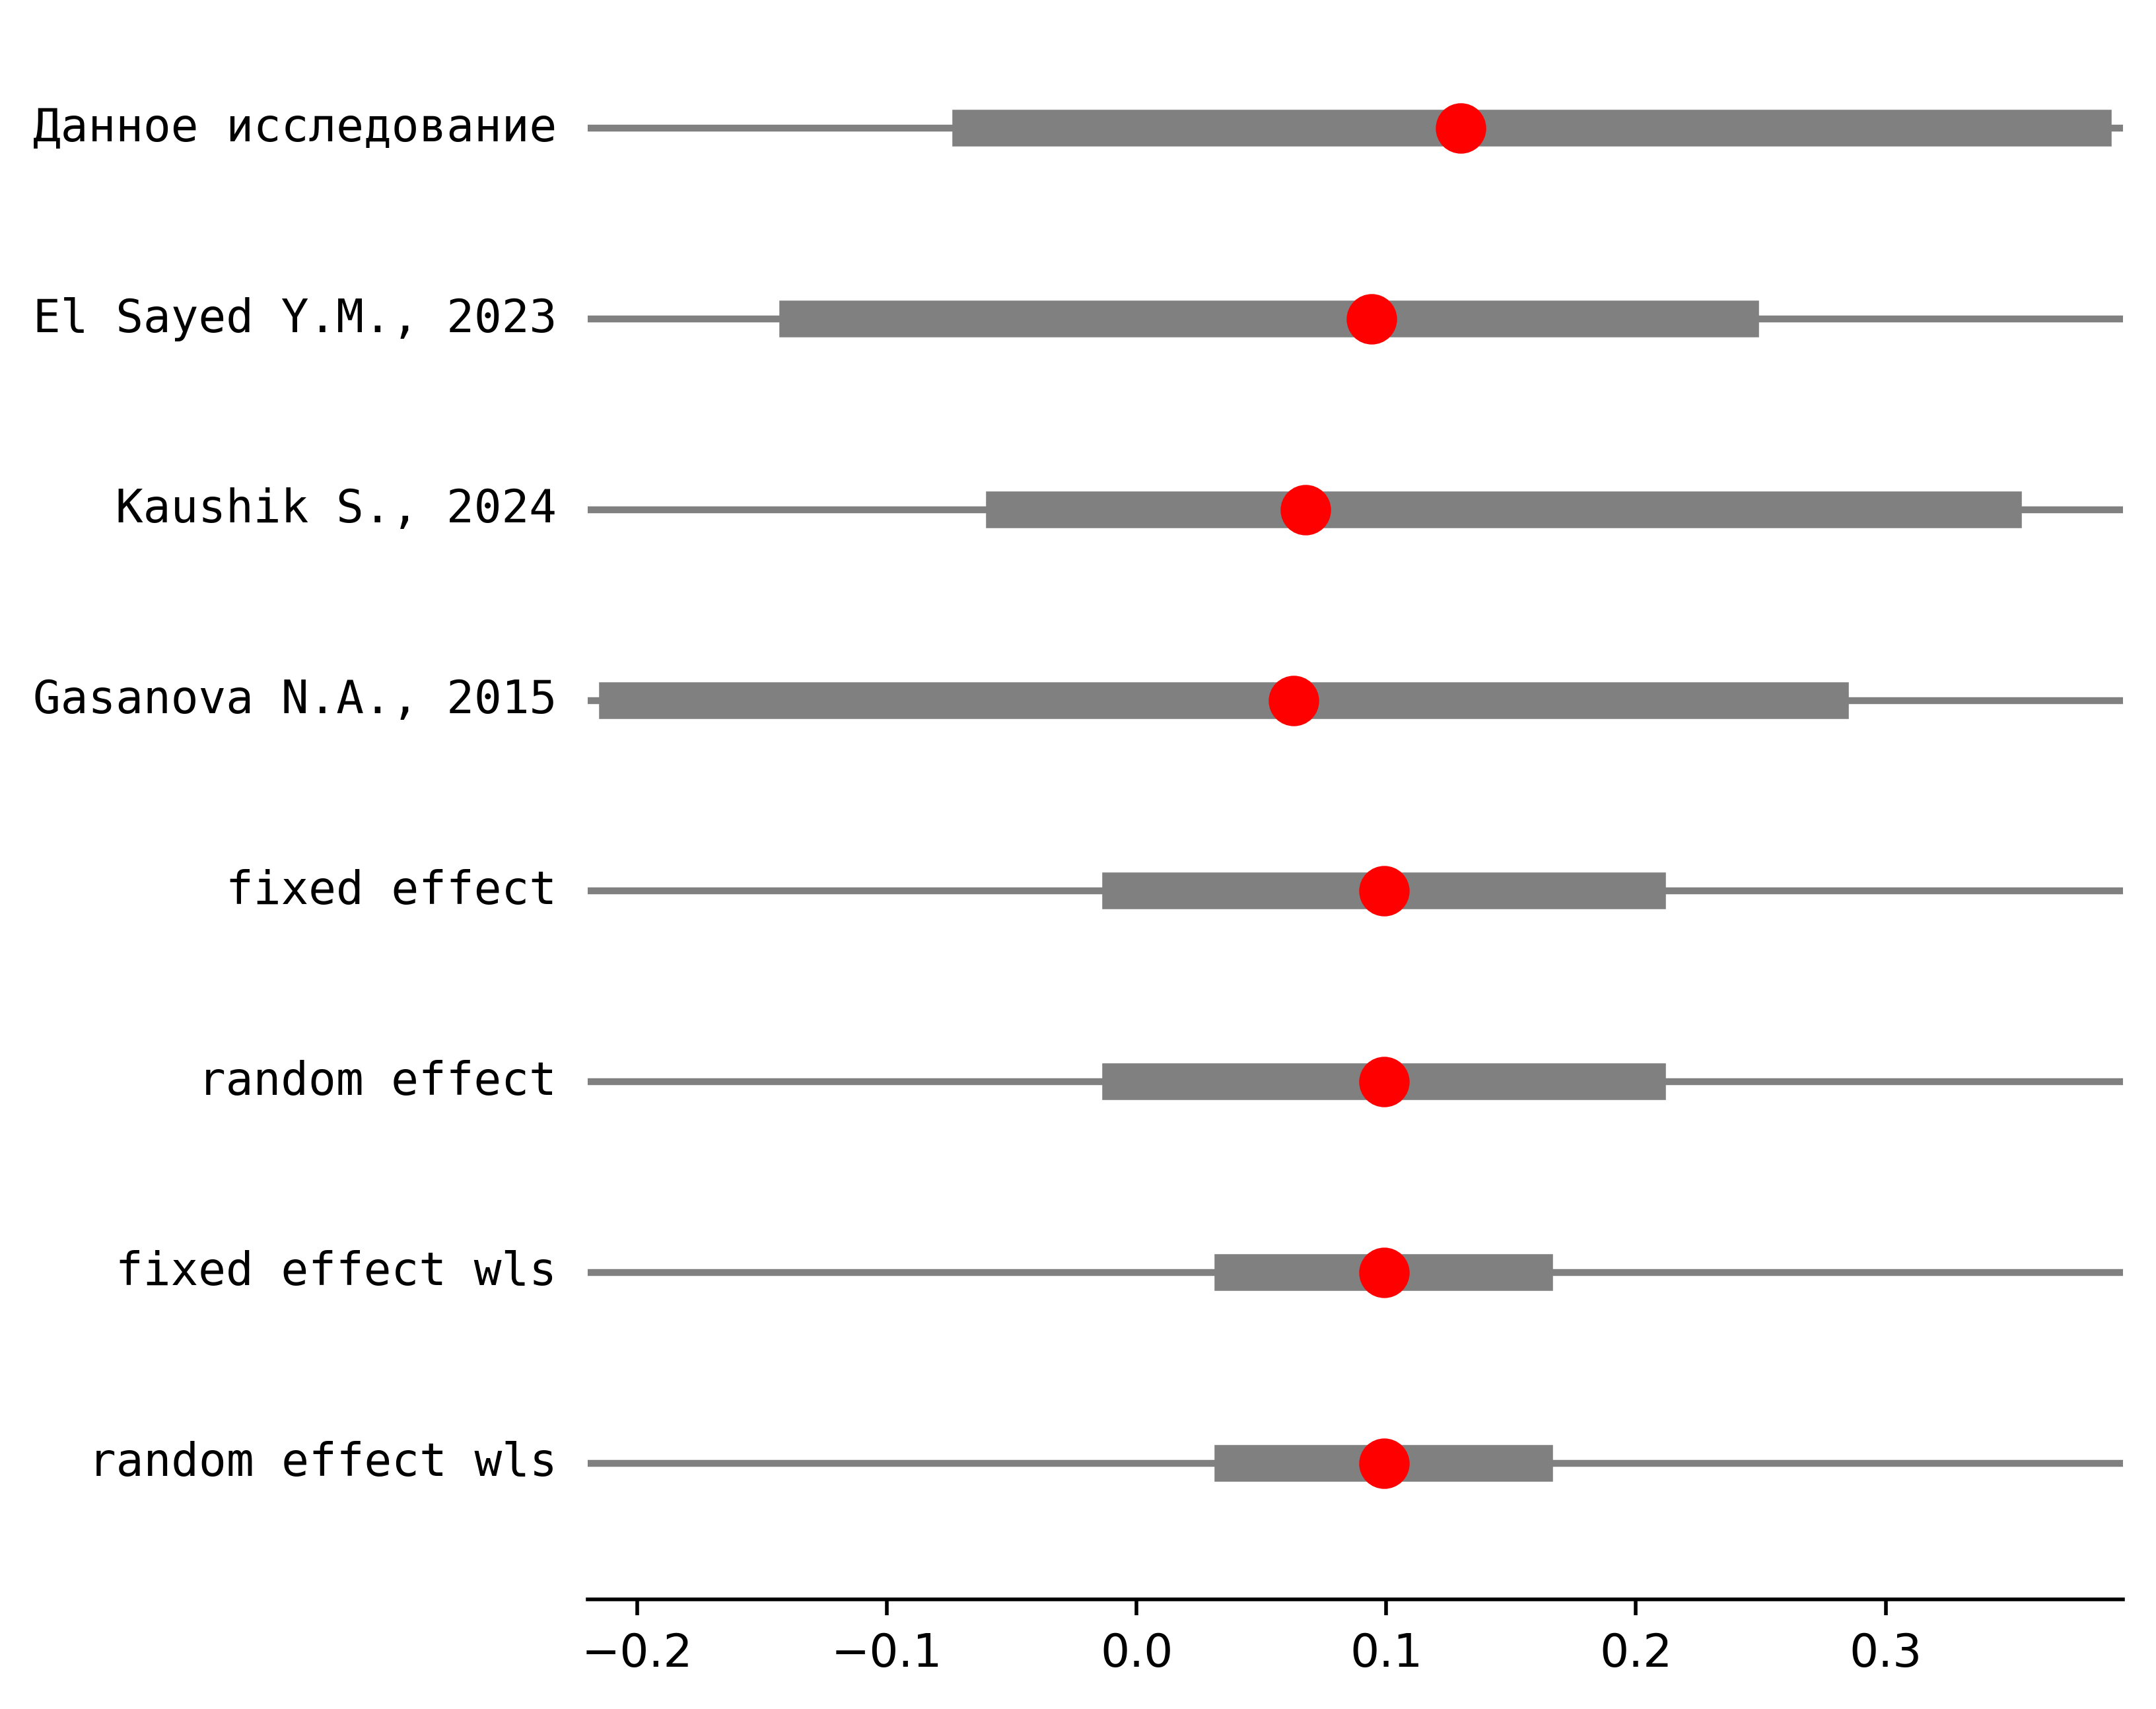 Данное исследование
El Sayed Y.M., 2023
Kaushik S., 2024
Gasanova N.A., 2015
fixed effect
random effect
fixed effect wls
random effect wls
−0.2 −0.1 0.0 0.1 0.2 0.3